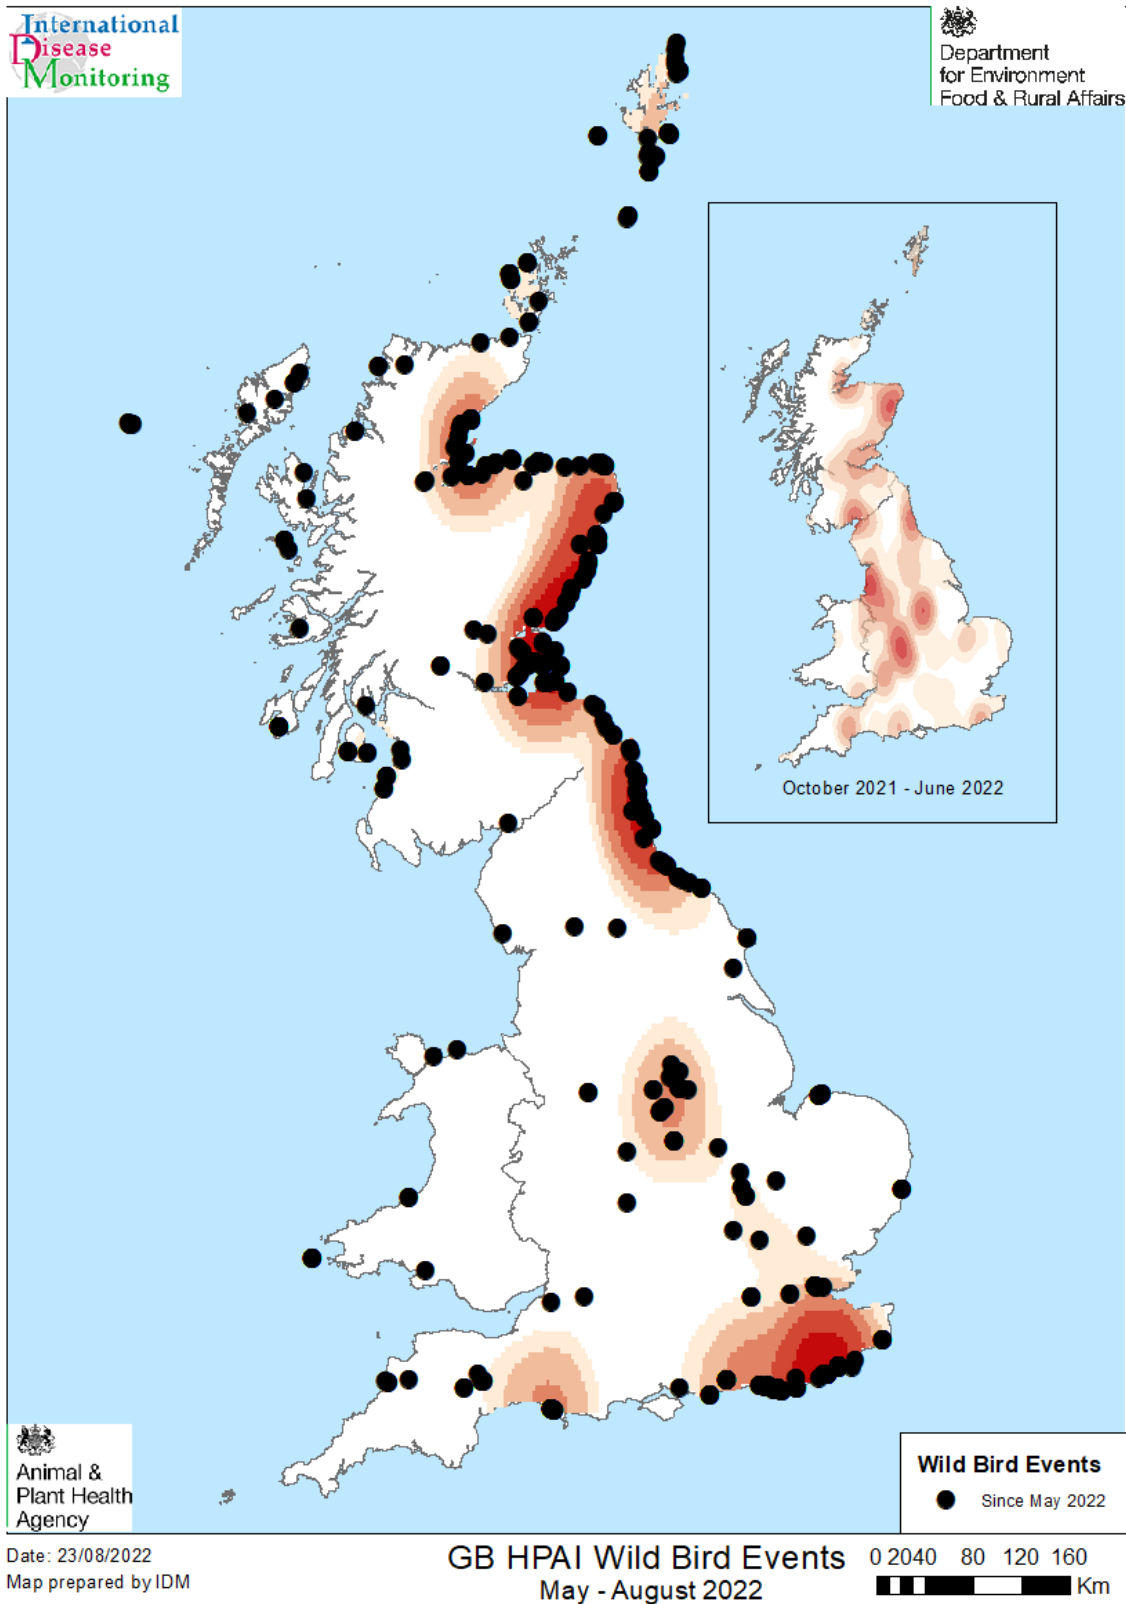 International
Disease
Monitoring
Department
for Environment
Food & Rural Affairs
October 2021 - June 2022
Animal &
Plant Health
Agency
Wild Bird Events
Since May 2022
Date: 23/08/2022
Map prepared by IDM
GB HPAI Wild Bird Events
May - August 2022
0 2040 80 120 160
Km